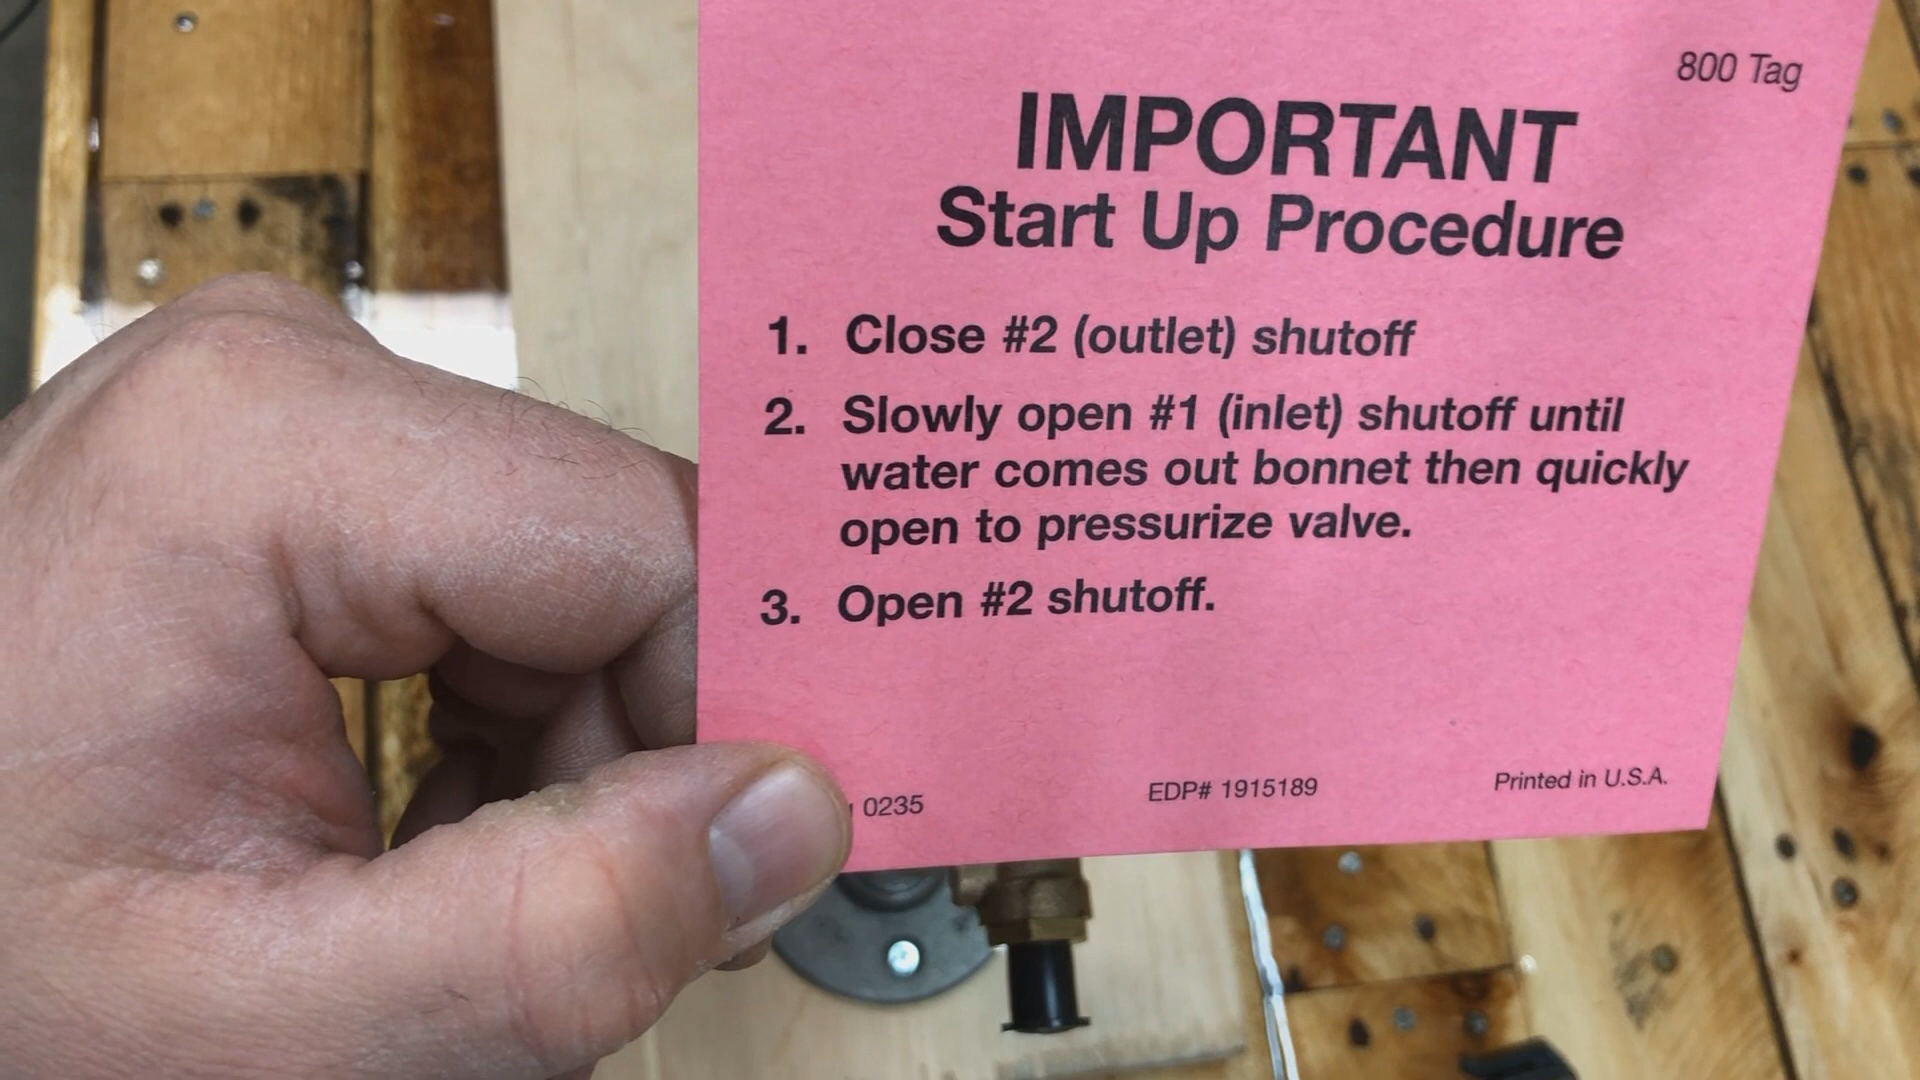 800 Tag
IMPORTANT
Start Up Procedure
1. Close #2 (outlet) shutoff
2. Slowly open #1 (inlet) shutoff until
water comes out bonnet then quickly
open to pressurize valve.
3. Open #2 shutoff.
0235 EDP# 1915189 Printed in U.S.A.